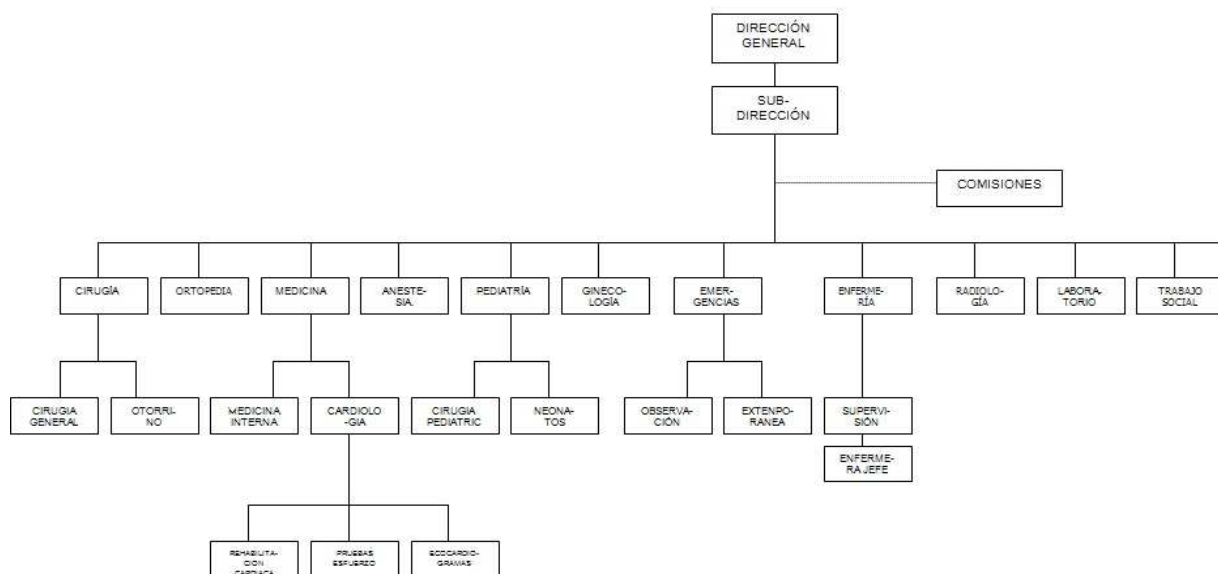 DIRECCIÓN
GENERAL
SUB-
DIRECCIÓN
COMISIONES
CIRUGÍA
ORTOPEDIA
MEDICINA
ANESTE-
SIA.
PEDIATRÍA
GINECO-
LOGÍA
EMER-
GENCIAS
ENFERME-
RÍA
RADIOLO-
GÍA
LABORA-
TORIO
TRABAJO
SOCIAL
CIRUGIA
GENERAL
OTORRI-
NO
MEDICINA
INTERNA
CARDIOLO
-GIA
CIRUGIA
PEDIATRIC
NEONA-
TOS
OBSERVA-
CIÓN
EXTENPO-
RANEA
SUPERVI-
SIÓN
ENFERME-
RA JEFE
REHABILITA-
CION
CARDIACA
PRUEBAS
ESFUERZO
ECOCARDIO-
GRAMAS